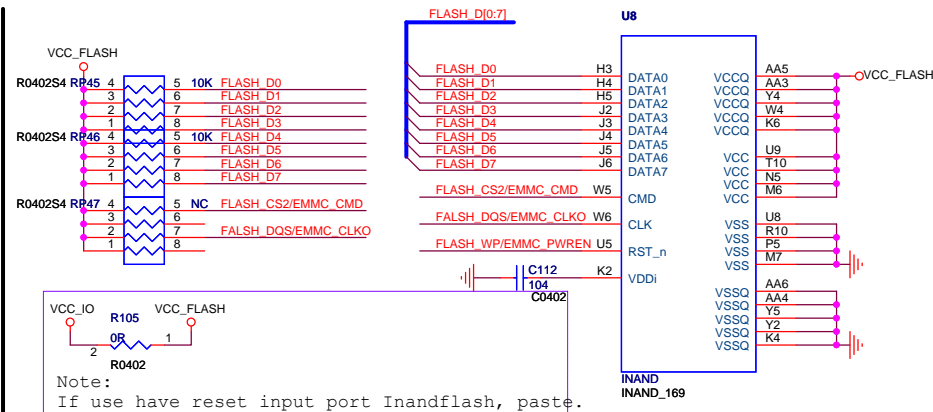 FLASH_D[0:7]
U8
VCC_FLASH
R0402S4 RP45 4 5 10K FLASH_D0
3 6 FLASH_D1
2 7 FLASH_D2
1 8 FLASH_D3
R0402S4 RP46 4 5 10K FLASH_D4
3 6 FLASH_D5
2 7 FLASH_D6
1 8 FLASH_D7
R0402S4 RP47 4 5 NC FLASH_CS2/EMMC_CMD
3 6
2 7 FALSH_DQS/EMMC_CLKO
1 8
FLASH_D0 H3 DATA0
FLASH_D1 H4 DATA1
FLASH_D2 H5 DATA2
FLASH_D3 J2 DATA3
FLASH_D4 J3 DATA4
FLASH_D5 J4 DATA5
FLASH_D6 J5 DATA6
FLASH_D7 J6 DATA7
FLASH_CS2/EMMC_CMD W5 CMD
FALSH_DQS/EMMC_CLKO W6 CLK
FLASH_WP/EMMC_PWREN U5 RST_n
K2 VDDi
C112
104
C0402
VCCQ AA5 VCC_FLASH
VCCQ AA3
VCCQ Y4
VCCQ W4
VCCQ K6
VCC U9
VCC T10
VCC N5
VCC M6
VSS U8
VSS R10
VSS P5
VSS M7
VSSQ AA6
VSSQ AA4
VSSQ Y5
VSSQ Y2
VSSQ K4
INAND
INAND_169
VCC_IO R105 VCC_FLASH
0R
2 1
R0402
Note:
If use have reset input port Inandflash, paste.